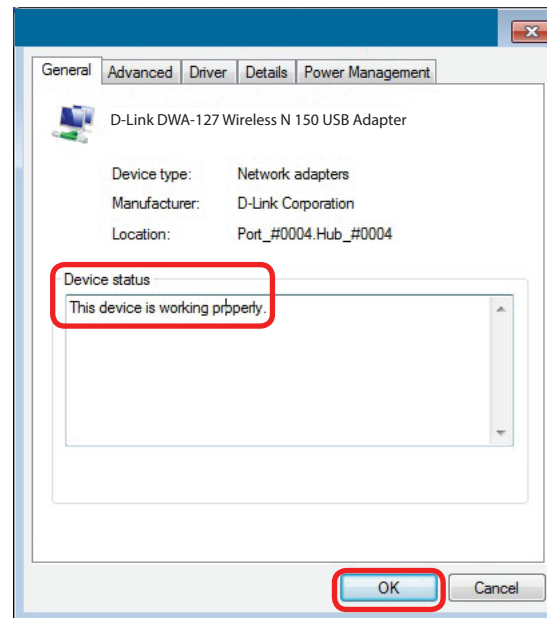 General Advanced Driver Details Power Management
D-Link DWA-127 Wireless N 150 USB Adapter
Device type: Network adapters
Manufacturer: D-Link Corporation
Location: Port_#0004.Hub_#0004
Device status
This device is working properly.
OK Cancel